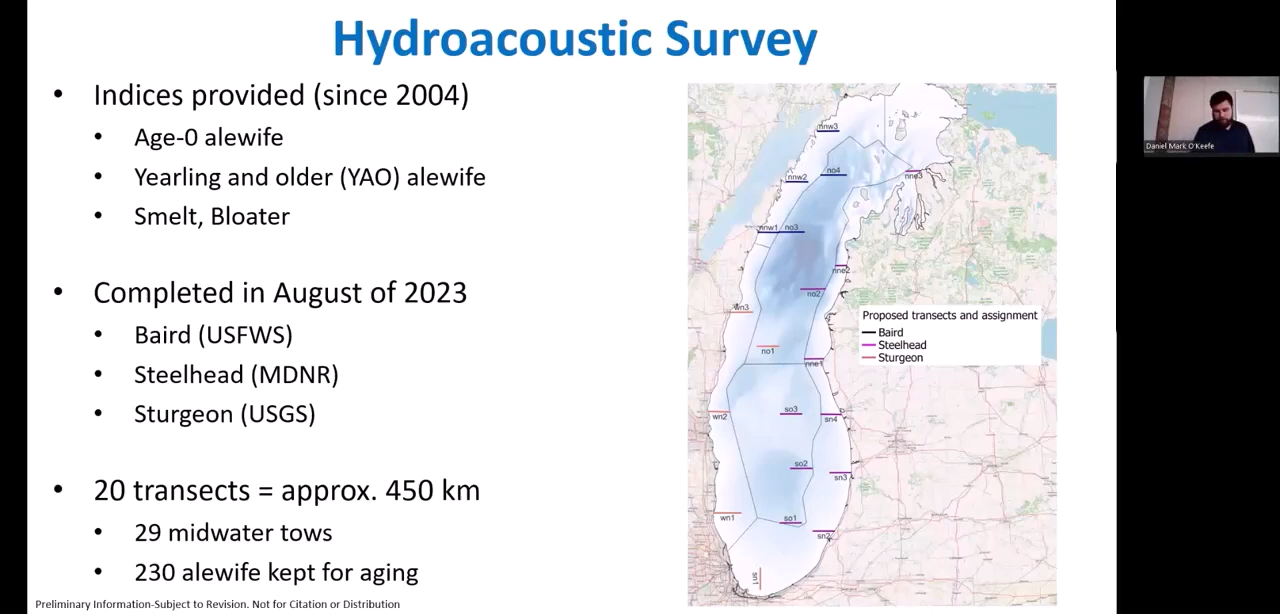 Hydroacoustic Survey
• Indices provided (since 2004)
• Age-0 alewife
• Yearling and older (YAO) alewife
• Smelt, Bloater
• Completed in August of 2023
• Baird (USFWS)
• Steelhead (MDNR)
• Sturgeon (USGS)
• 20 transects = approx. 450 km
• 29 midwater tows
• 230 alewife kept for aging
Preliminary Information-Subject to Revision. Not for Citation or Distribution
nnw3
no4
nnw2
nne3
nnw1
no3
nne2
no2
wn3
no1
nne1
Proposed transects and assignment
Baird
Steelhead
Sturgeon
so3
wn2
sn4
so2
sn3
wn1
so1
sn2
sn1
Daniel Mark O'Keefe